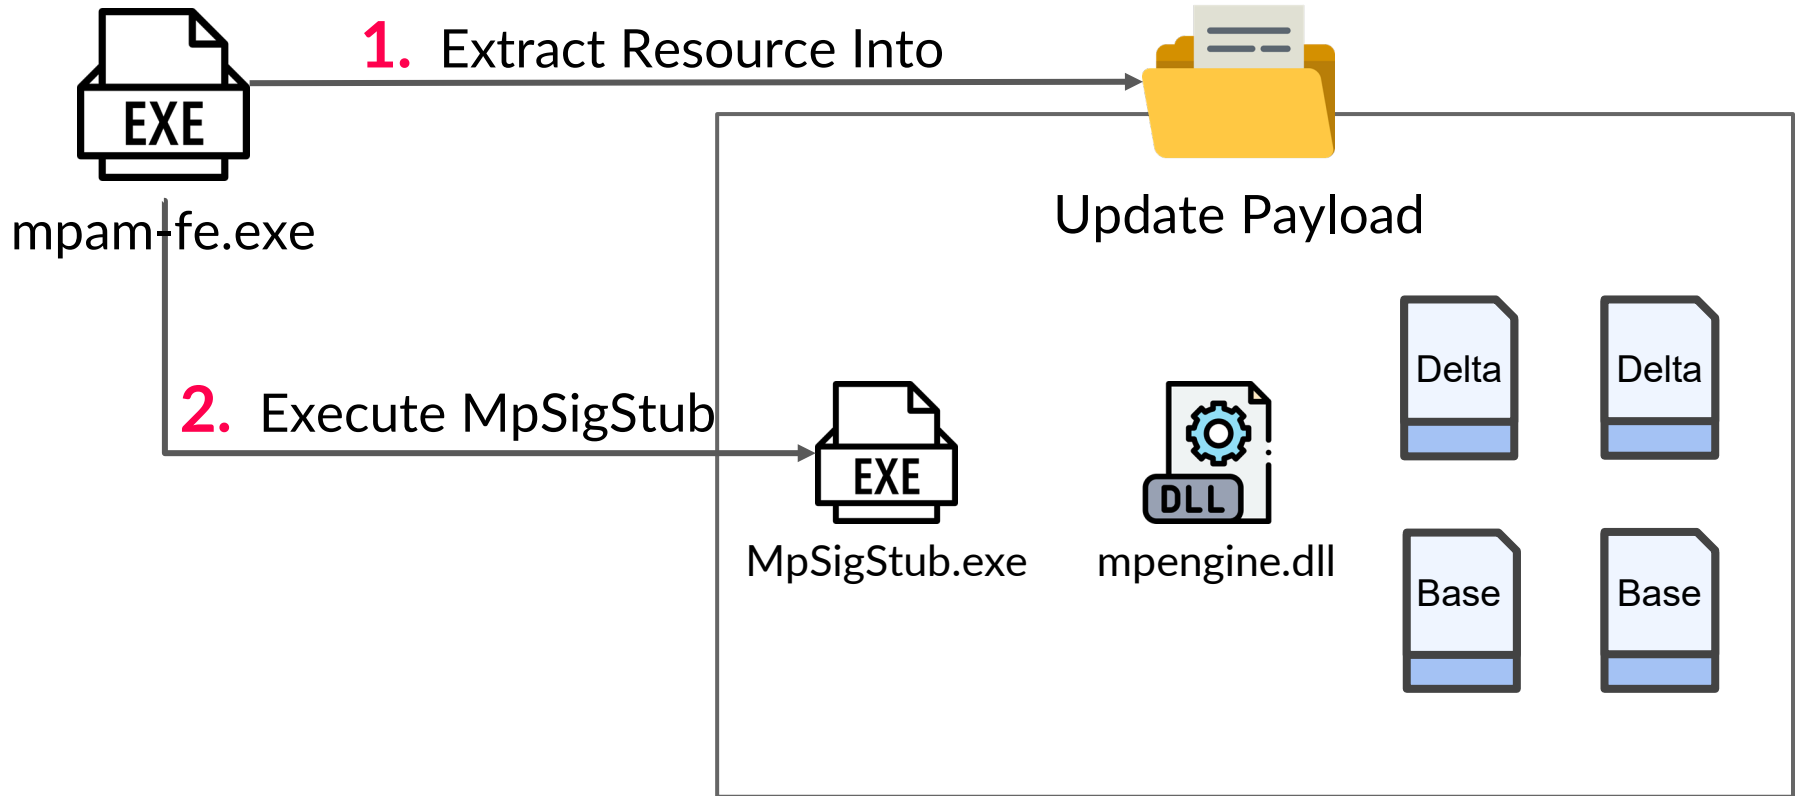 1. Extract Resource Into
EXE
mpam-fe.exe
Update Payload
2. Execute MpSigStub
Delta
Delta
EXE
DLL
MpSigStub.exe
mpengine.dll
Base
Base